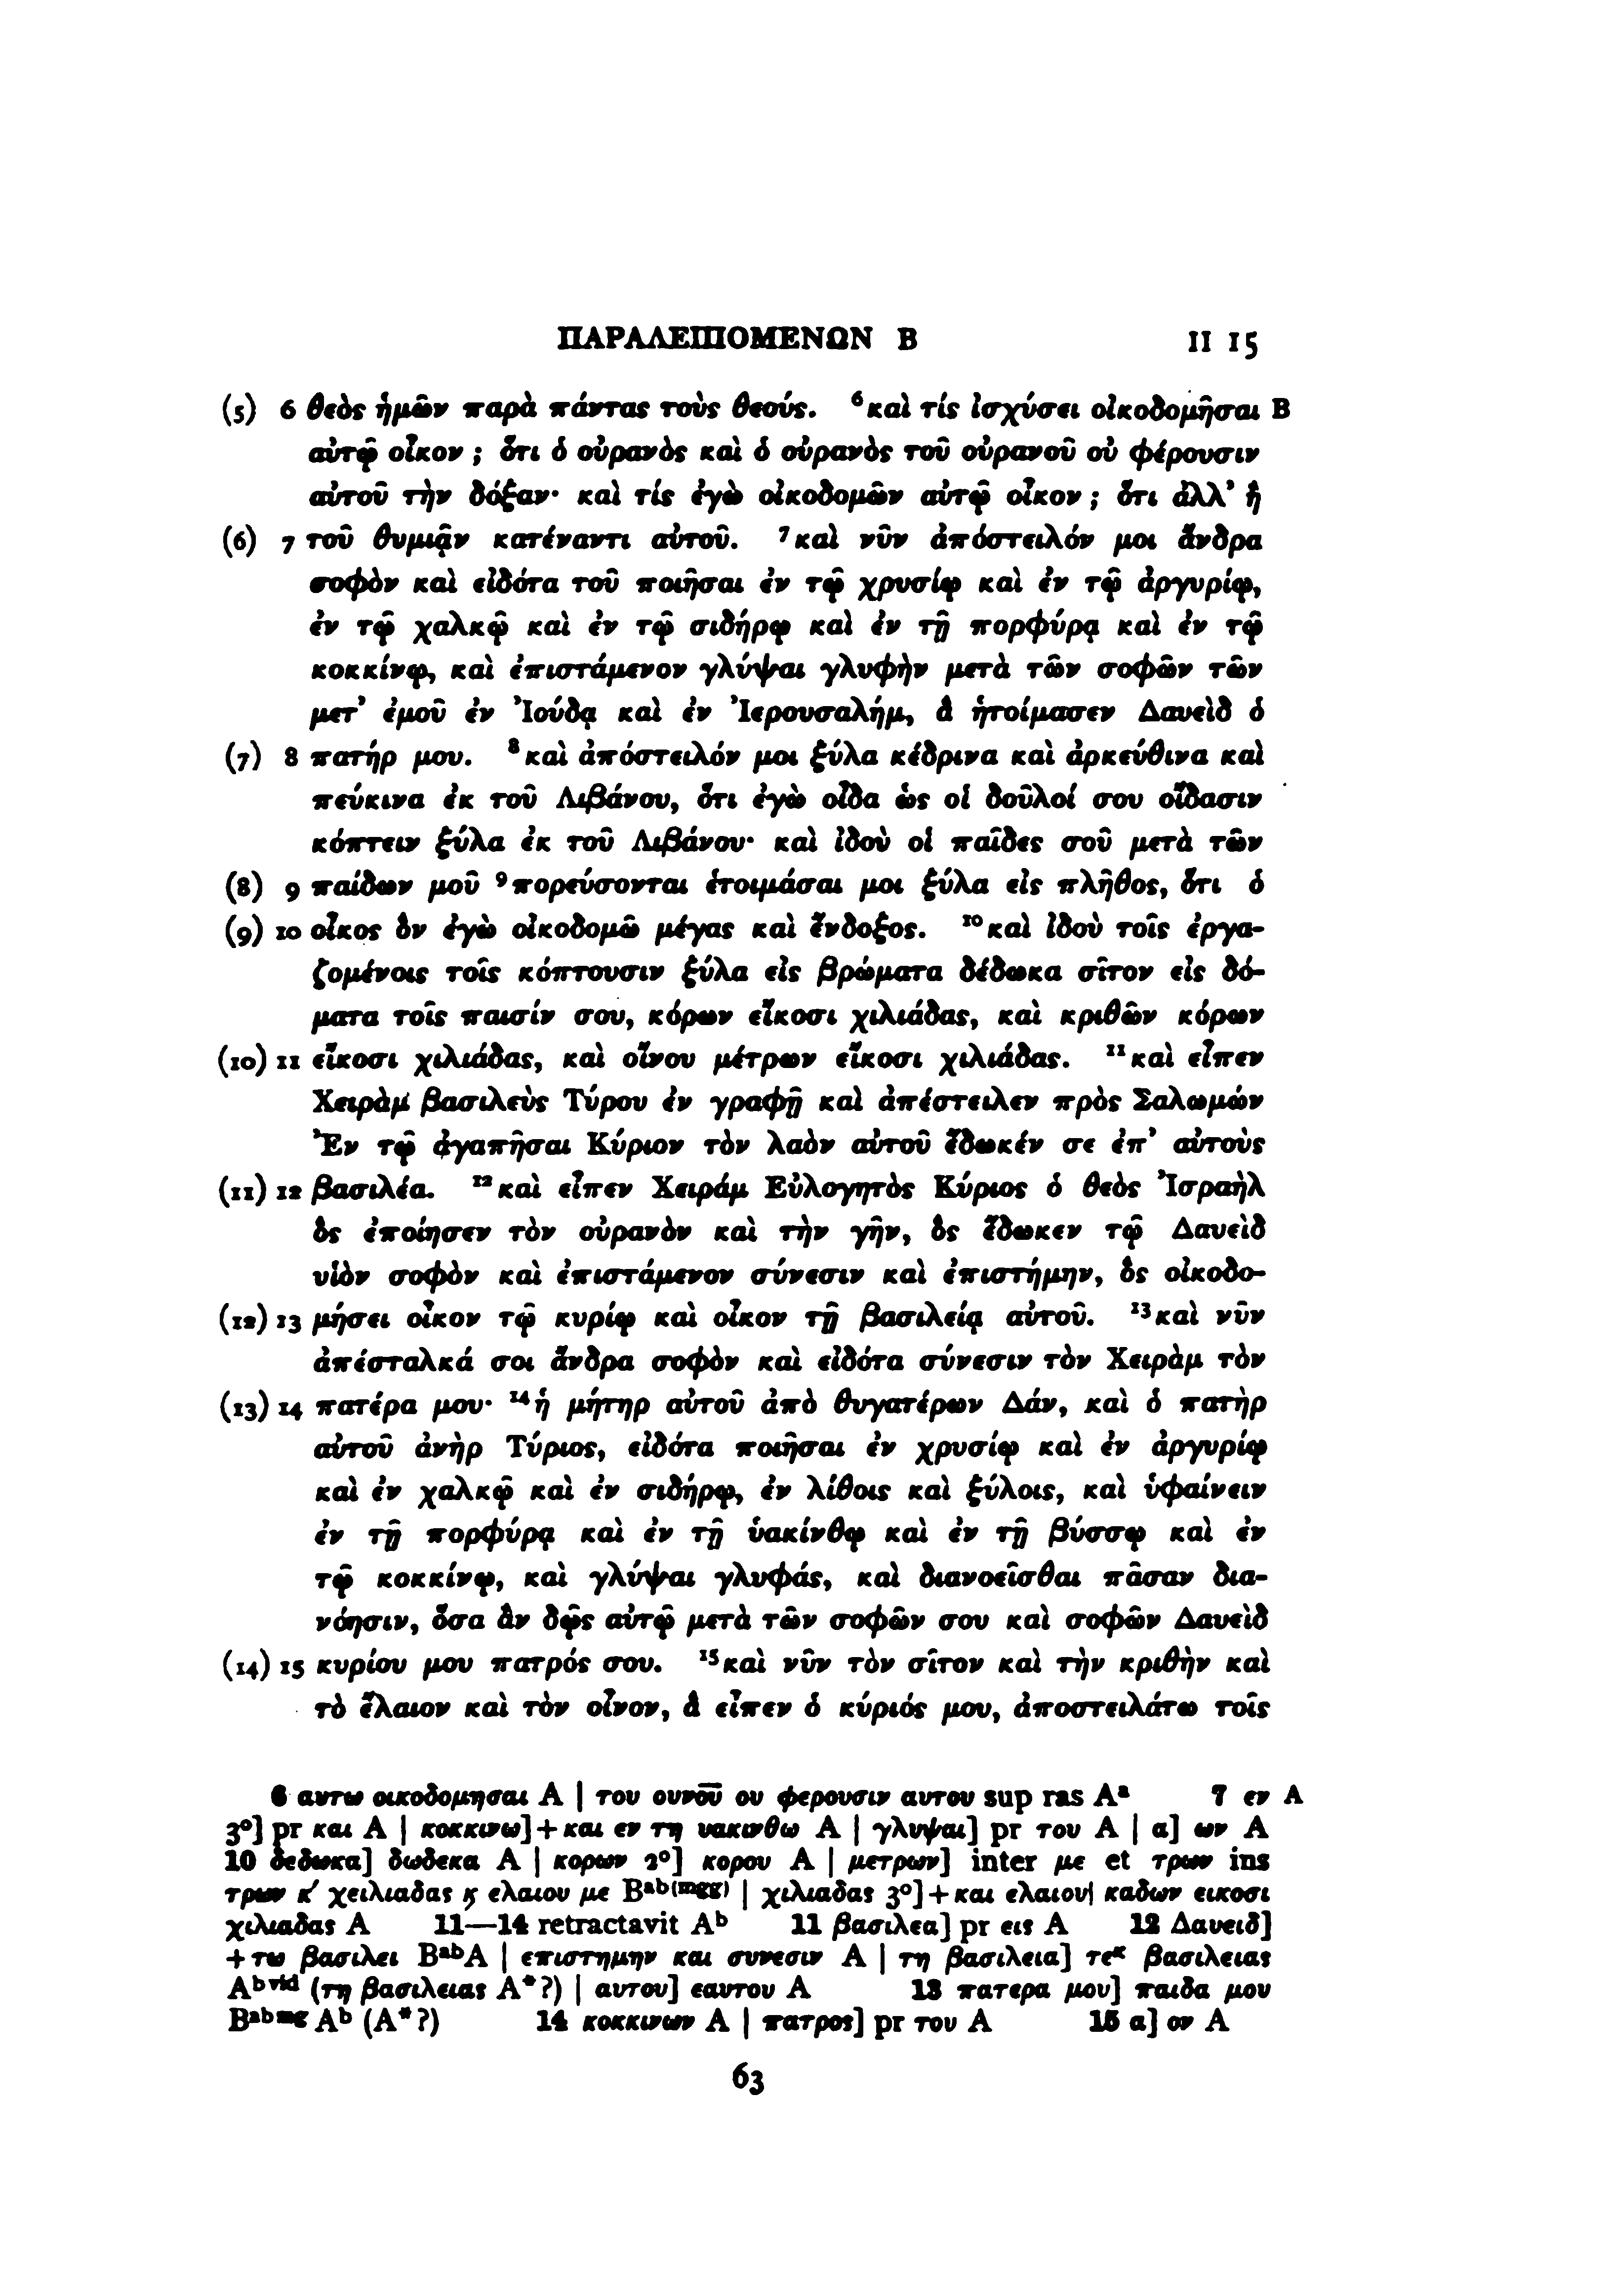 ΠΑΡΑΛΕΙΠΟΜΕΝΩΝ Β II 15
(5) 6 θεὸς ἡμῶν παρὰ πάντας τοὺς θεούς. ⁶καὶ τίς ἰσχύσει οἰκοδομῆσαι B
αὐτῷ οἶκον; ὅτι ὁ οὐρανὸς καὶ ὁ οὐρανὸς τοῦ οὐρανοῦ οὐ φέρουσιν
αὐτοῦ τὴν δόξαν· καὶ τίς ἐγὼ οἰκοδομῶν αὐτῷ οἶκον; ὅτι ἀλλ’ ἢ
(6) 7 τοῦ θυμιᾷν κατέναντι αὐτοῦ. ⁷καὶ νῦν ἀπόστειλόν μοι ἄνδρα
σοφὸν καὶ εἰδότα τοῦ ποιῆσαι ἐν τῷ χρυσίῳ καὶ ἐν τῷ ἀργυρίῳ,
ἐν τῷ χαλκῷ καὶ ἐν τῷ σιδήρῳ καὶ ἐν τῇ πορφύρᾳ καὶ ἐν τῷ
κοκκίνῳ, καὶ ἐπιστάμενον γλύψαι γλυφὴν μετὰ τῶν σοφῶν τῶν
μετ’ ἐμοῦ ἐν Ἰούδᾳ καὶ ἐν Ἰερουσαλήμ, ἃ ἡτοίμασεν Δαυεὶδ ὁ
(7) 8 πατήρ μου. ⁸καὶ ἀπόστειλόν μοι ξύλα κέδρινα καὶ ἀρκεύθινα καὶ
πεύκινα ἐκ τοῦ Λιβάνου, ὅτι ἐγὼ οἶδα ὡς οἱ δοῦλοί σου οἴδασιν
κόπτειν ξύλα ἐκ τοῦ Λιβάνου· καὶ ἰδοὺ οἱ παῖδες σοῦ μετὰ τῶν
(8) 9 παίδων μοῦ ⁹πορεύσονται ἑτοιμάσαι μοι ξύλα εἰς πλῆθος, ὅτι ὁ
(9) 10 οἶκος ὃν ἐγὼ οἰκοδομῶ μέγας καὶ ἔνδοξος. ¹⁰καὶ ἰδοὺ τοῖς ἐργα-
ζομένοις τοῖς κόπτουσιν ξύλα εἰς βρώματα δέδωκα σῖτον εἰς δό-
ματα τοῖς παισίν σου, κόρων εἴκοσι χιλιάδας, καὶ κριθῶν κόρων
(10) 11 εἴκοσι χιλιάδας, καὶ οἴνου μέτρων εἴκοσι χιλιάδας. ¹¹καὶ εἶπεν
Χειρὰμ βασιλεὺς Τύρου ἐν γραφῇ καὶ ἀπέστειλεν πρὸς Σαλωμών
Ἐν τῷ ἀγαπῆσαι Κύριον τὸν λαὸν αὐτοῦ ἔδωκέν σε ἐπ’ αὐτοὺς
(11) 12 βασιλέα. ¹²καὶ εἶπεν Χειράμ Εὐλογητὸς Κύριος ὁ θεὸς Ἰσραὴλ
ὃς ἐποίησεν τὸν οὐρανὸν καὶ τὴν γῆν, ὃς ἔδωκεν τῷ Δαυεὶδ
υἱὸν σοφὸν καὶ ἐπιστάμενον σύνεσιν καὶ ἐπιστήμην, ὃς οἰκοδο-
(12) 13 μήσει οἶκον τῷ κυρίῳ καὶ οἶκον τῇ βασιλείᾳ αὐτοῦ. ¹³καὶ νῦν
ἀπέσταλκά σοι ἄνδρα σοφὸν καὶ εἰδότα σύνεσιν τὸν Χειρὰμ τὸν
(13) 14 πατέρα μου· ¹⁴ἡ μήτηρ αὐτοῦ ἀπὸ θυγατέρων Δάν, καὶ ὁ πατὴρ
αὐτοῦ ἀνὴρ Τύριος, εἰδότα ποιῆσαι ἐν χρυσίῳ καὶ ἐν ἀργυρίῳ
καὶ ἐν χαλκῷ καὶ ἐν σιδήρῳ, ἐν λίθοις καὶ ξύλοις, καὶ ὑφαίνειν
ἐν τῇ πορφύρᾳ καὶ ἐν τῇ ὑακίνθῳ καὶ ἐν τῇ βύσσῳ καὶ ἐν
τῷ κοκκίνῳ, καὶ γλύψαι γλυφάς, καὶ διανοεῖσθαι πᾶσαν δια-
νόησιν, ὅσα ἂν δῷς αὐτῷ μετὰ τῶν σοφῶν σου καὶ σοφῶν Δαυεὶδ
(14) 15 κυρίου μου πατρός σου. ¹⁵καὶ νῦν τὸν σῖτον καὶ τὴν κριθὴν καὶ
τὸ ἔλαιον καὶ τὸν οἶνον, ἃ εἶπεν ὁ κύριός μου, ἀποστειλάτω τοῖς
6 αυτω οικοδομησαι A | του ουνο̅υ̅ ου φερουσιν αυτου sup ras Aᵃ 7 εν A
3°] pr και A | κοκκινω]+και εν τη υακινθω A | γλυψαι] pr του A | α] ων A
10 δεδωκα] δωδεκα A | κορων 2°] κορου A | μετρων] inter με et τρων ins
τρων κ′ χειλιαδας ϗ ελαιου με Bᵃᵇ⁽ᵐᵍᵍ⁾ | χιλιαδας 3°]+και ελαιου| καδων εικοσι
χιλιαδας A 11—14 retractavit Aᵇ 11 βασιλεα] pr εις A 12 Δαυειδ]
+τω βασιλει BᵃᵇA | επιστημην και συνεσιν A | τη βασιλεια] τεᵏ βασιλειας
Aᵇ ᵛⁱᵈ (τη βασιλειας A*?) | αυτου] εαυτου A 13 πατερα μου] παιδα μου
Bᵃᵇᵐᵍ Aᵇ (A*?) 14 κοκκινων A | πατρος] pr του A 15 α] ον A
63